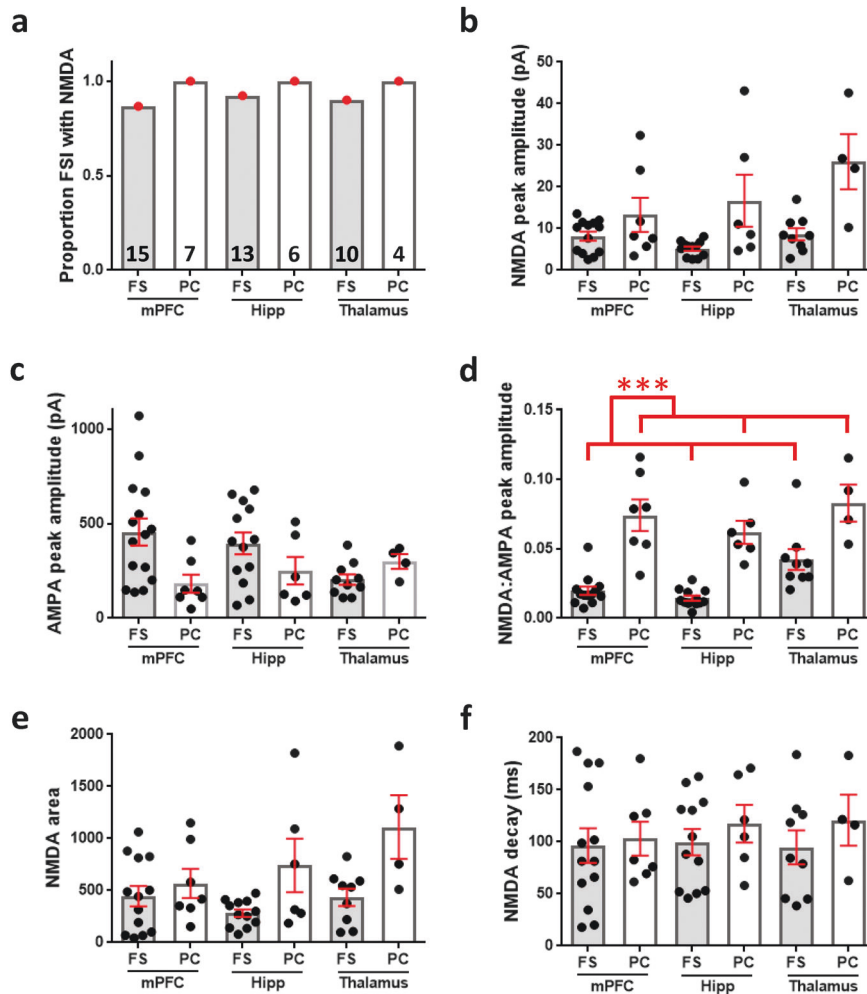 a
Proportion FSI with NMDA
1.0
0.5
0.0
15 7 13 6 10 4
FS PC FS PC FS PC
mPFC Hipp Thalamus
b
NMDA peak amplitude (pA)
50
40
30
20
10
0
FS PC FS PC FS PC
mPFC Hipp Thalamus
c
AMPA peak amplitude (pA)
1000
500
0
FS PC FS PC FS PC
mPFC Hipp Thalamus
d
NMDA:AMPA peak amplitude
***
0.15
0.10
0.05
0.00
FS PC FS PC FS PC
mPFC Hipp Thalamus
e
NMDA area
2000
1500
1000
500
0
FS PC FS PC FS PC
mPFC Hipp Thalamus
f
NMDA decay (ms)
200
150
100
50
0
FS PC FS PC FS PC
mPFC Hipp Thalamus